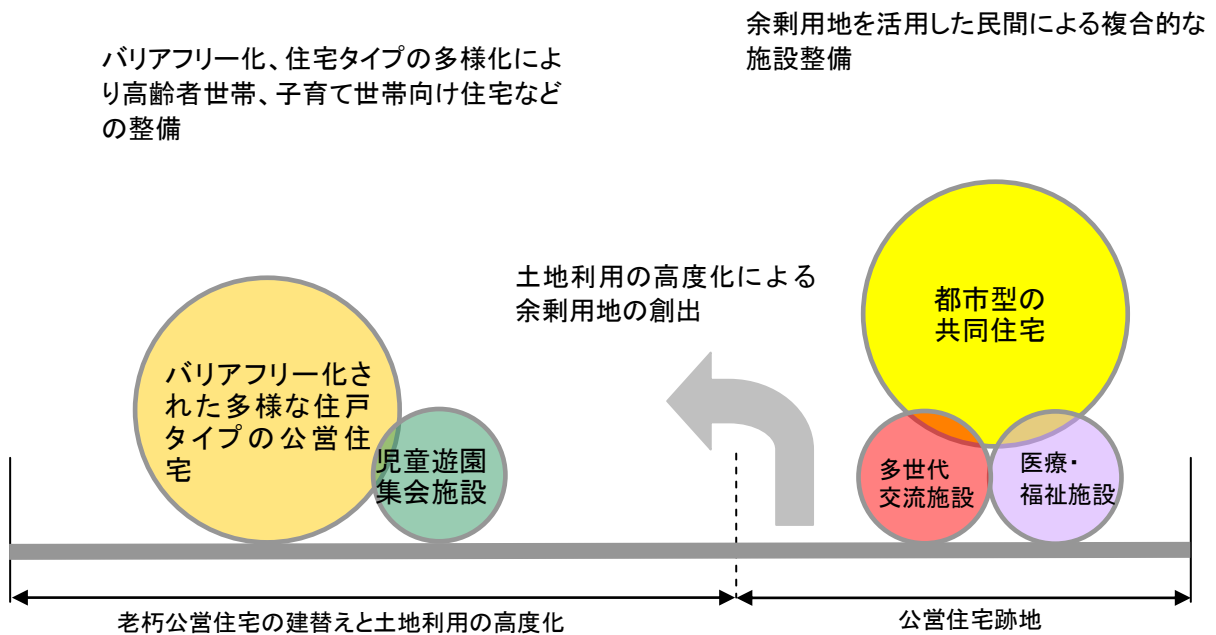 バリアフリー化、住宅タイプの多様化によ
り高齢者世帯、子育て世帯向け住宅など
の整備
余剰用地を活用した民間による複合的な
施設整備
土地利用の高度化による
余剰用地の創出
バリアフリー化さ
れた多様な住戸
タイプの公営住
宅
児童遊園
集会施設
都市型の
共同住宅
多世代
交流施設
医療・
福祉施設
老朽公営住宅の建替えと土地利用の高度化
公営住宅跡地